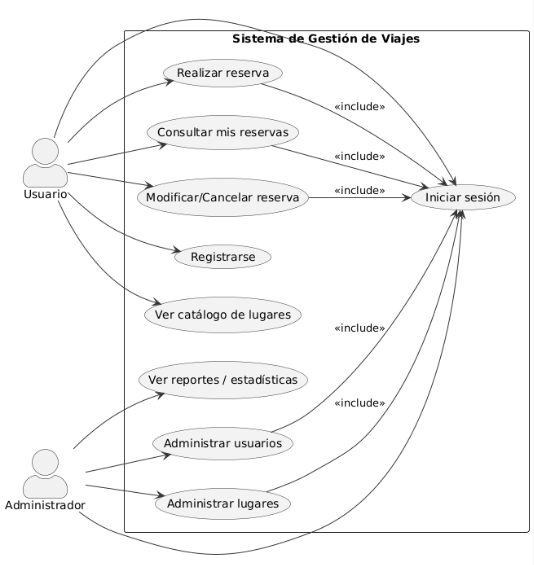 Sistema de Gestión de Viajes
Realizar reserva
«include»
Consultar mis reservas
«include»
Usuario
Modificar/Cancelar reserva
«include»
Iniciar sesión
Registrarse
Ver catálogo de lugares
«include»
Ver reportes / estadísticas
«include»
Administrar usuarios
Administrador
Administrar lugares